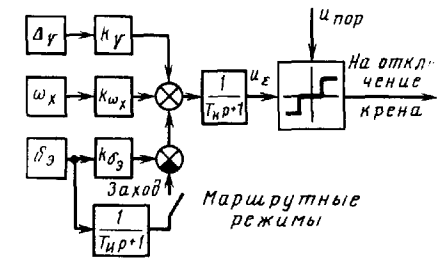 Δγ
kγ
uпор
ωx
kωx
1
Tиp+1
uε
На откл-
чение
крена
δэ
kδэ
Заход
Маршрутные
режимы
1
Tиp+1